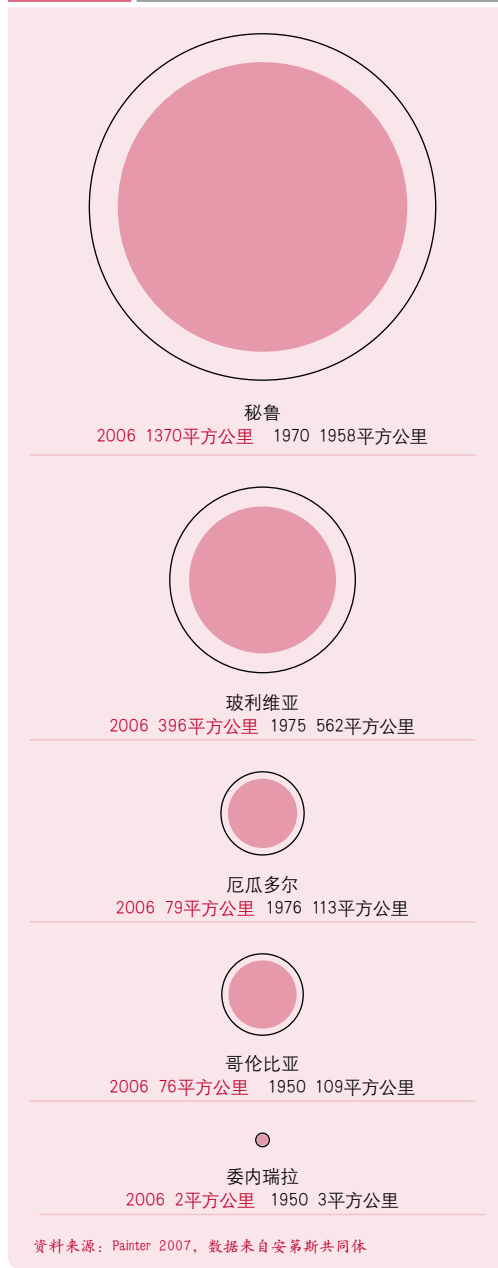 秘鲁
2006 1370平方公里 1970 1958平方公里
玻利维亚
2006 396平方公里 1975 562平方公里
厄瓜多尔
2006 79平方公里 1976 113平方公里
哥伦比亚
2006 76平方公里 1950 109平方公里
委内瑞拉
2006 2平方公里 1950 3平方公里
资料来源：Painter 2007，数据来自安第斯共同体